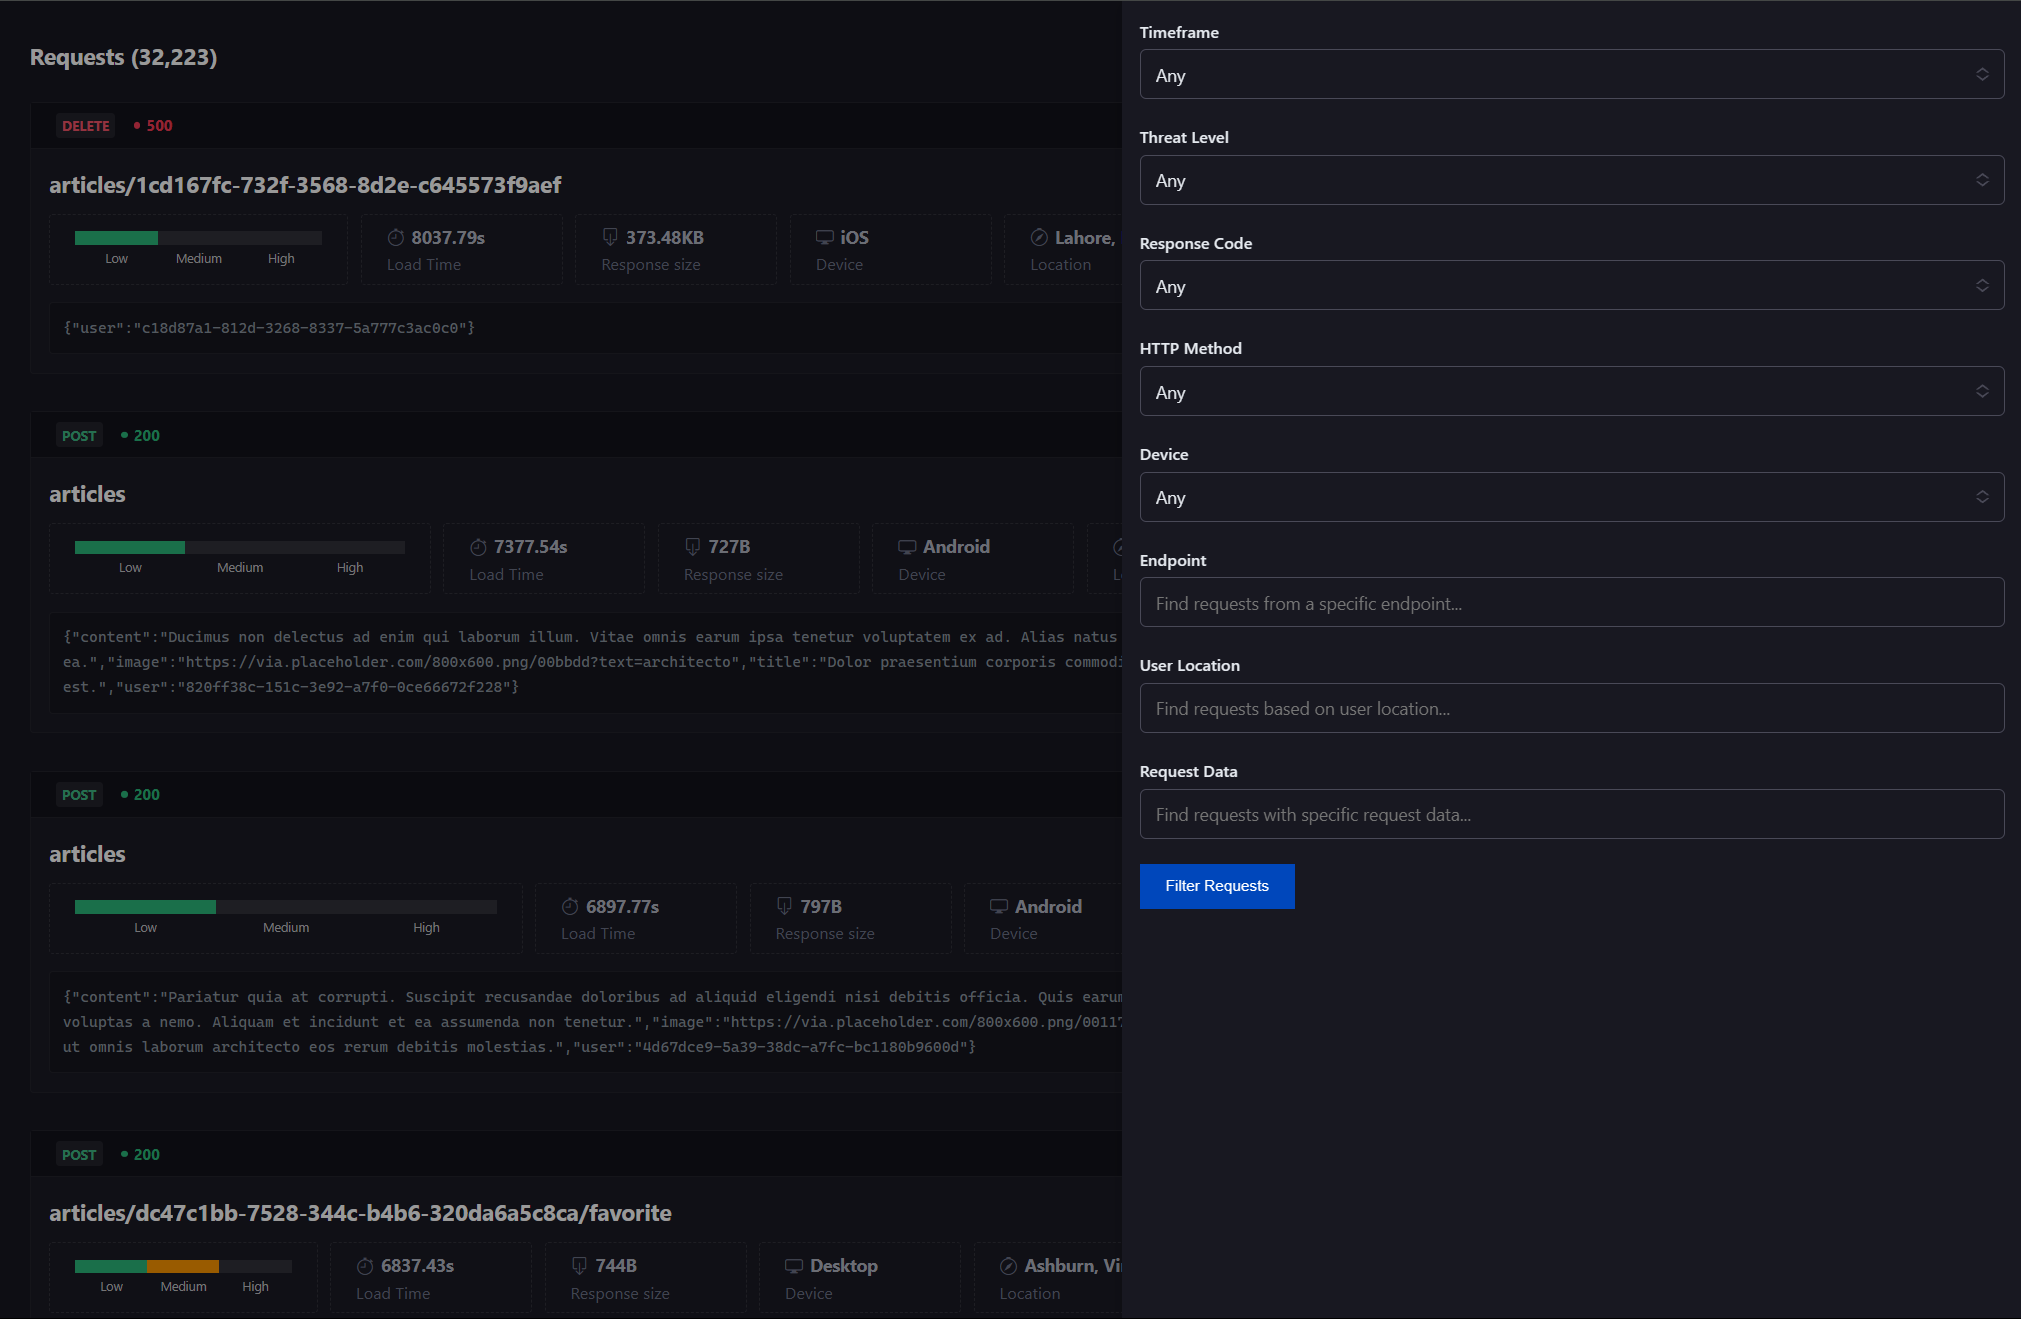 Requests (32,223)
DELETE • 500
articles/1cd167fc-732f-3568-8d2e-c645573f9aef
Low Medium High
8037.79s
Load Time
373.48KB
Response size
iOS
Device
Lahore,
Location
{"user":"c18d87a1-812d-3268-8337-5a777c3ac0c0"}
POST • 200
articles
Low Medium High
7377.54s
Load Time
727B
Response size
Android
Device
{"content":"Ducimus non delectus ad enim qui laborum illum. Vitae omnis earum ipsa tenetur voluptatem ex ad. Alias natus
ea.","image":"https://via.placeholder.com/800x600.png/00bbdd?text=architecto","title":"Dolor praesentium corporis commodi
est.","user":"820ff38c-151c-3e92-a7f0-0ce66672f228"}
POST • 200
articles
Low Medium High
6897.77s
Load Time
797B
Response size
Android
Device
{"content":"Pariatur quia at corrupti. Suscipit recusandae doloribus ad aliquid eligendi nisi debitis officia. Quis earum
voluptas a nemo. Aliquam et incidunt et ea assumenda non tenetur.","image":"https://via.placeholder.com/800x600.png/00117
ut omnis laborum architecto eos rerum debitis molestias.","user":"4d67dce9-5a39-38dc-a7fc-bc1180b9600d"}
POST • 200
articles/dc47c1bb-7528-344c-b4b6-320da6a5c8ca/favorite
Low Medium High
6837.43s
Load Time
744B
Response size
Desktop
Device
Ashburn, Vi
Location
Timeframe
Any
Threat Level
Any
Response Code
Any
HTTP Method
Any
Device
Any
Endpoint
Find requests from a specific endpoint...
User Location
Find requests based on user location...
Request Data
Find requests with specific request data...
Filter Requests